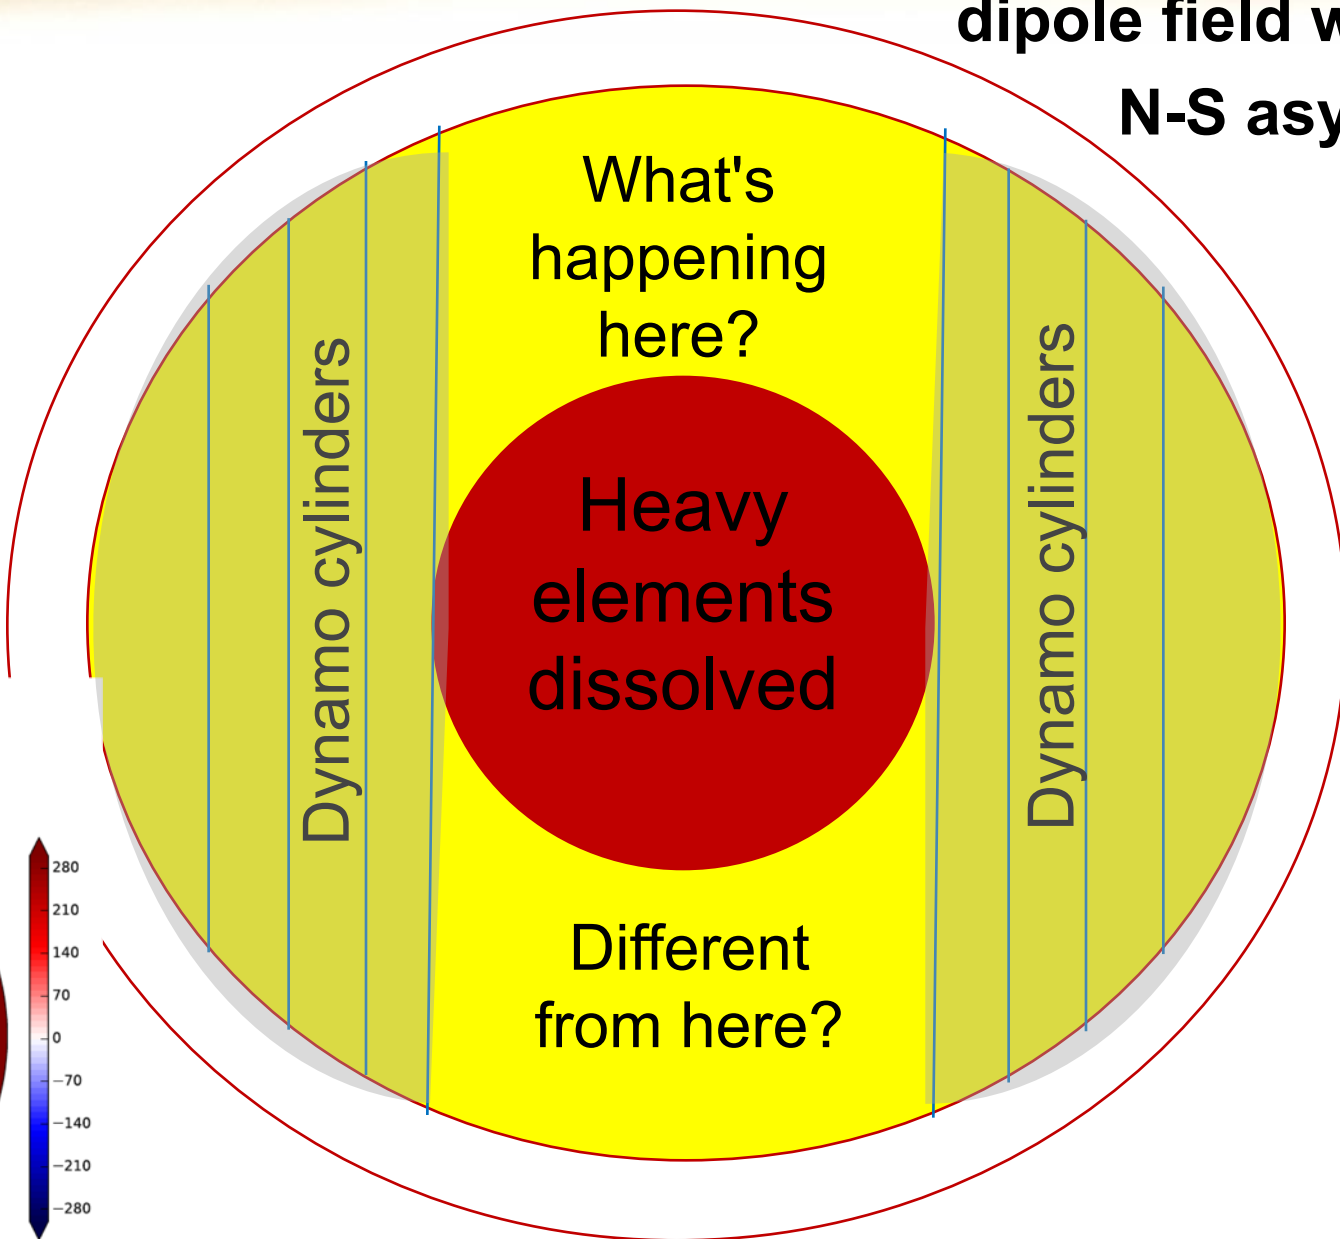 dipole field
N-S
What's
happening
here?
Dynamo cylinders
Dynamo cylinders
Heavy
elements
dissolved
Different
from here?
280
210
140
70
0
−70
−140
−210
−280